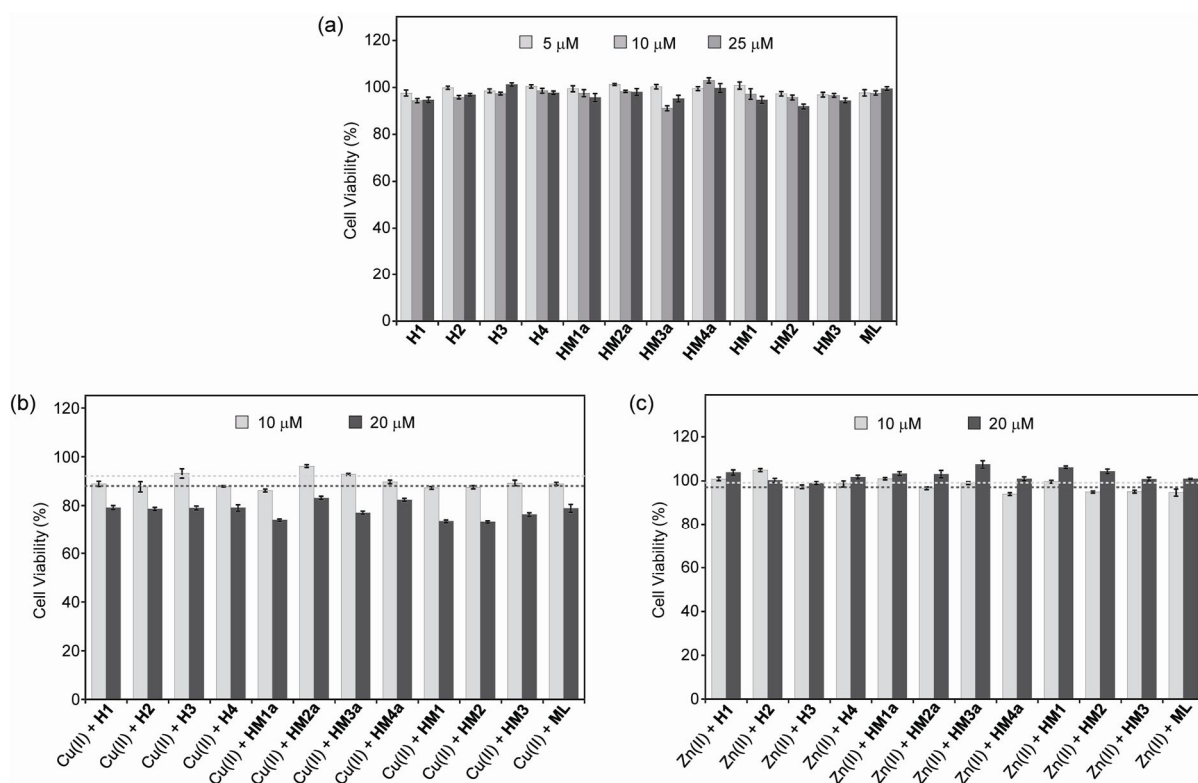 (a)
120
100
80
60
40
20
0
Cell Viability (%)
5 μM 10 μM 25 μM
H1 H2 H3 H4 HM1a HM2a HM3a HM4a HM1 HM2 HM3 ML
(b)
120
100
80
60
40
20
0
Cell Viability (%)
10 μM 20 μM
Cu(II) + H1 Cu(II) + H2 Cu(II) + H3 Cu(II) + H4 Cu(II) + HM1a Cu(II) + HM2a Cu(II) + HM3a Cu(II) + HM4a Cu(II) + HM1 Cu(II) + HM2 Cu(II) + HM3 Cu(II) + ML
(c)
120
100
80
60
40
20
0
Cell Viability (%)
10 μM 20 μM
Zn(II) + H1 Zn(II) + H2 Zn(II) + H3 Zn(II) + H4 Zn(II) + HM1a Zn(II) + HM2a Zn(II) + HM3a Zn(II) + HM4a Zn(II) + HM1 Zn(II) + HM2 Zn(II) + HM3 Zn(II) + ML